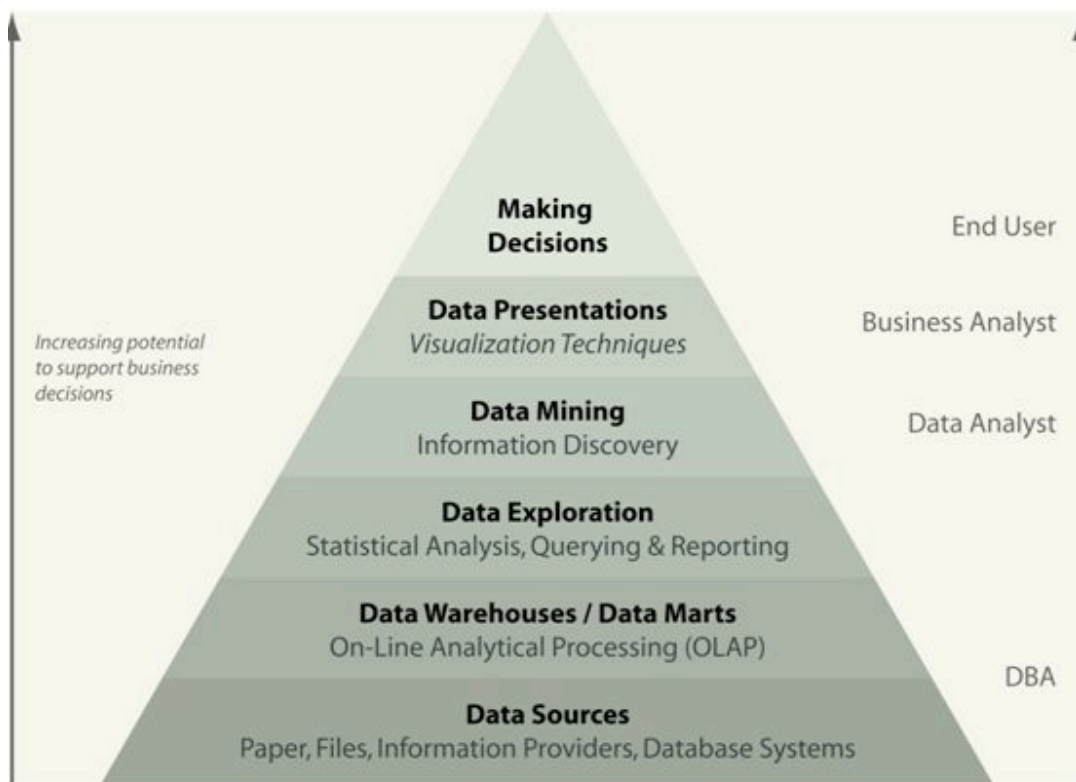 Making
Decisions
End User
Data Presentations
Visualization Techniques
Business Analyst
Increasing potential
to support business
decisions
Data Mining
Information Discovery
Data Analyst
Data Exploration
Statistical Analysis, Querying & Reporting
Data Warehouses / Data Marts
On-Line Analytical Processing (OLAP)
DBA
Data Sources
Paper, Files, Information Providers, Database Systems